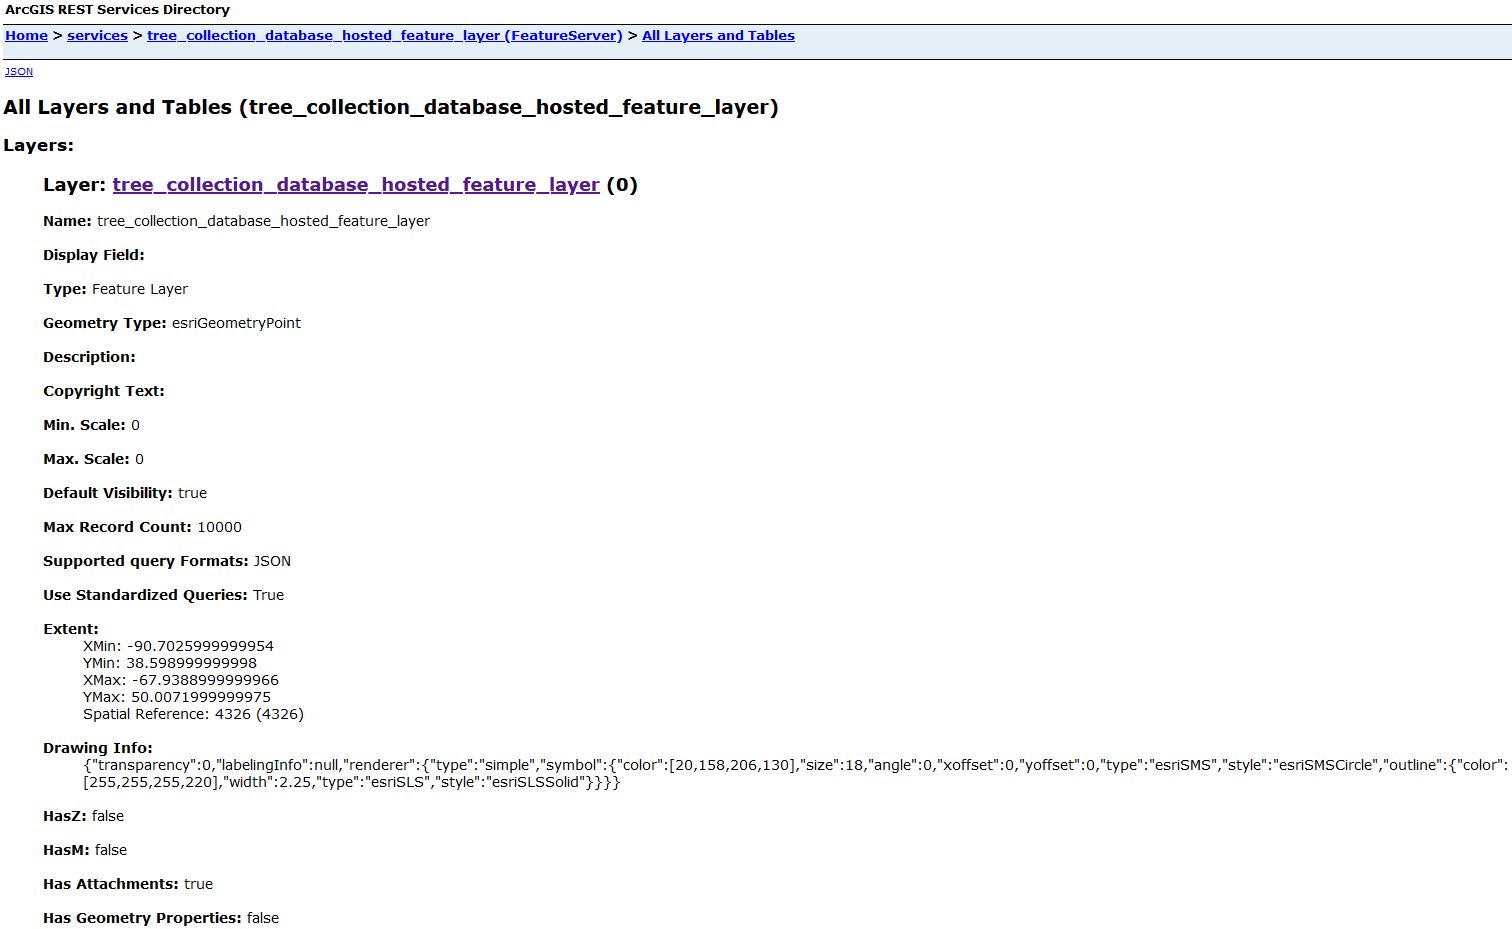 ArcGIS REST Services Directory
Home > services > tree_collection_database_hosted_feature_layer (FeatureServer) > All Layers and Tables
JSON
All Layers and Tables (tree_collection_database_hosted_feature_layer)
Layers:
Layer: tree_collection_database_hosted_feature_layer (0)
Name: tree_collection_database_hosted_feature_layer
Display Field:
Type: Feature Layer
Geometry Type: esriGeometryPoint
Description:
Copyright Text:
Min. Scale: 0
Max. Scale: 0
Default Visibility: true
Max Record Count: 10000
Supported query Formats: JSON
Use Standardized Queries: True
Extent:
XMin: -90.7025999999954
YMin: 38.598999999998
XMax: -67.9388999999966
YMax: 50.0071999999975
Spatial Reference: 4326 (4326)
Drawing Info:
{"transparency":0,"labelingInfo":null,"renderer":{"type":"simple","symbol":{"color":[20,158,206,130],"size":18,"angle":0,"xoffset":0,"yoffset":0,"type":"esriSMS","style":"esriSMSCircle","outline":{"color":
[255,255,255,220],"width":2.25,"type":"esriSLS","style":"esriSLSSolid"}}}}
HasZ: false
HasM: false
Has Attachments: true
Has Geometry Properties: false